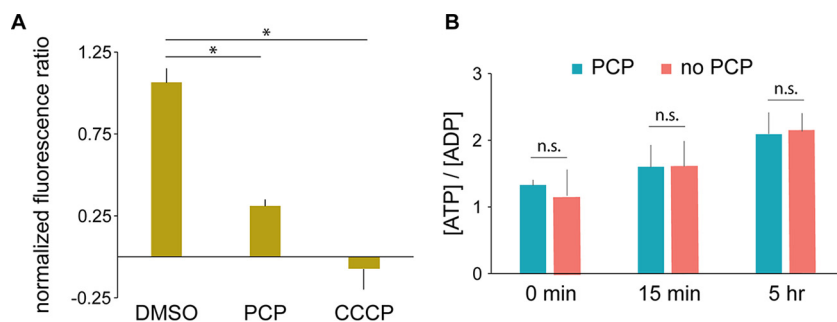 A
normalized fluorescence ratio
1.25
0.75
0.25
-0.25
*
*
DMSO PCP CCCP
B
PCP no PCP
[ATP] / [ADP]
3
2
1
0
n.s.
n.s.
n.s.
0 min 15 min 5 hr